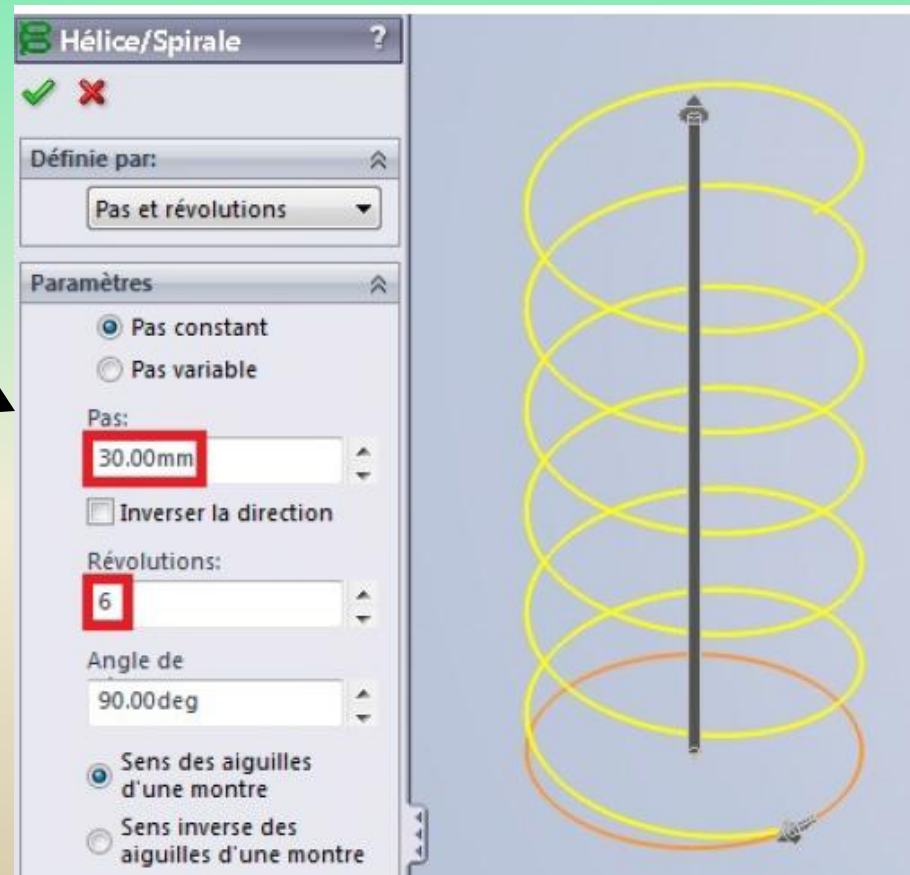 Hélice/Spirale ?
Définie par:
Pas et révolutions
Paramètres
Pas constant
Pas variable
Pas:
30.00mm
Inverser la direction
Révolutions:
6
Angle de
90.00deg
Sens des aiguilles
d'une montre
Sens inverse des
aiguilles d'une montre